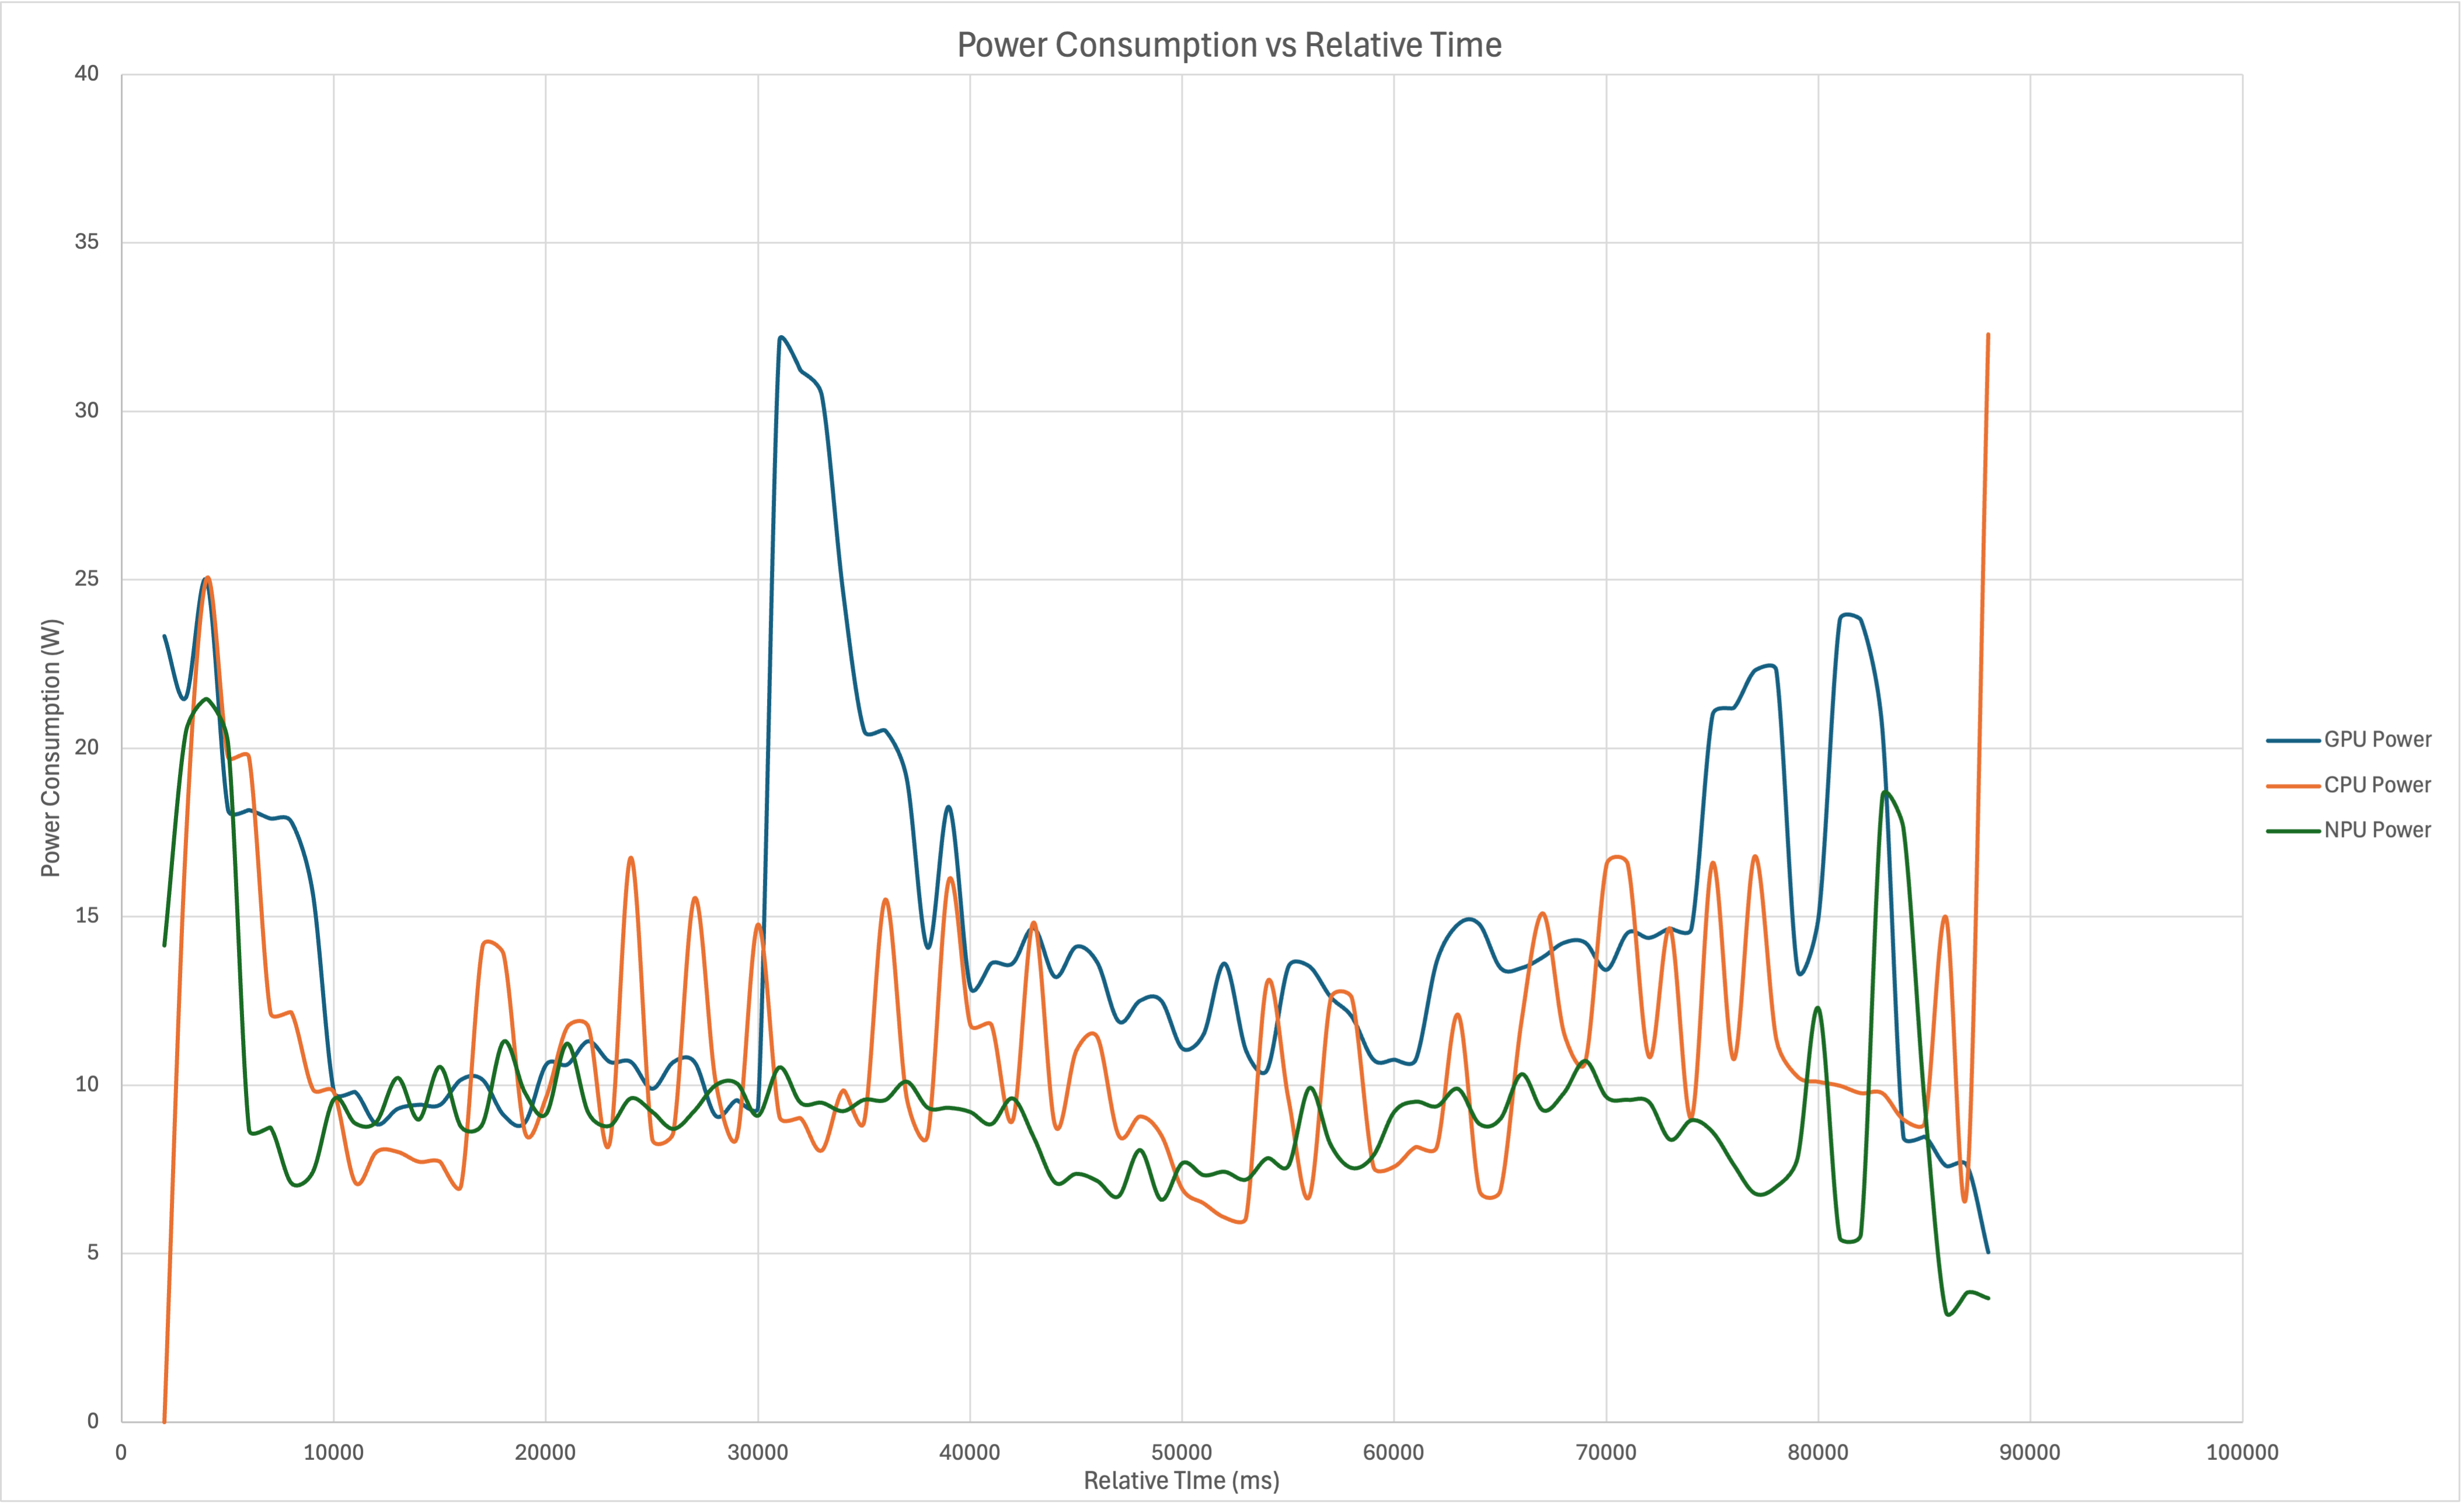 Power Consumption vs Relative Time
40
35
30
25
20
15
10
5
0
Power Consumption (W)
0 10000 20000 30000 40000 50000 60000 70000 80000 90000 100000
Relative TIme (ms)
GPU Power
CPU Power
NPU Power